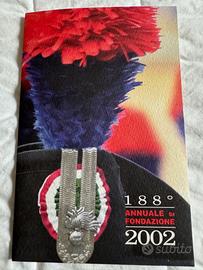 188°
ANNUALE DI
FONDAZIONE
2002
Subito